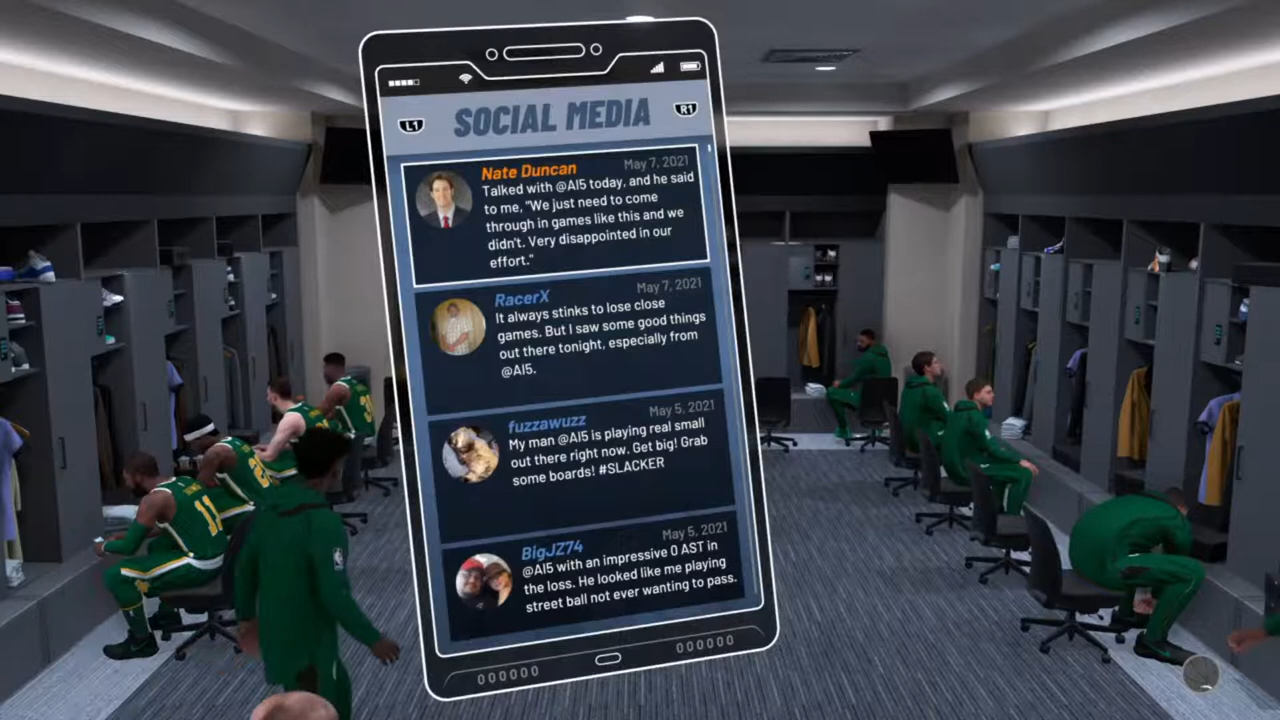 SOCIAL MEDIA
L1
R1
Nate Duncan
May 7, 2021
Talked with @AI5 today, and he said
to me, "We just need to come
through in games like this and we
didn't. Very disappointed in our
effort."
RacerX
May 7, 2021
It always stinks to lose close
games. But I saw some good things
out there tonight, especially from
@AI5.
fuzzawuzz
May 5, 2021
My man @AI5 is playing real small
out there right now. Get big! Grab
some boards! #SLACKER
BigJZ74
May 5, 2021
@AI5 with an impressive 0 AST in
the loss. He looked like me playing
street ball not ever wanting to pass.
11